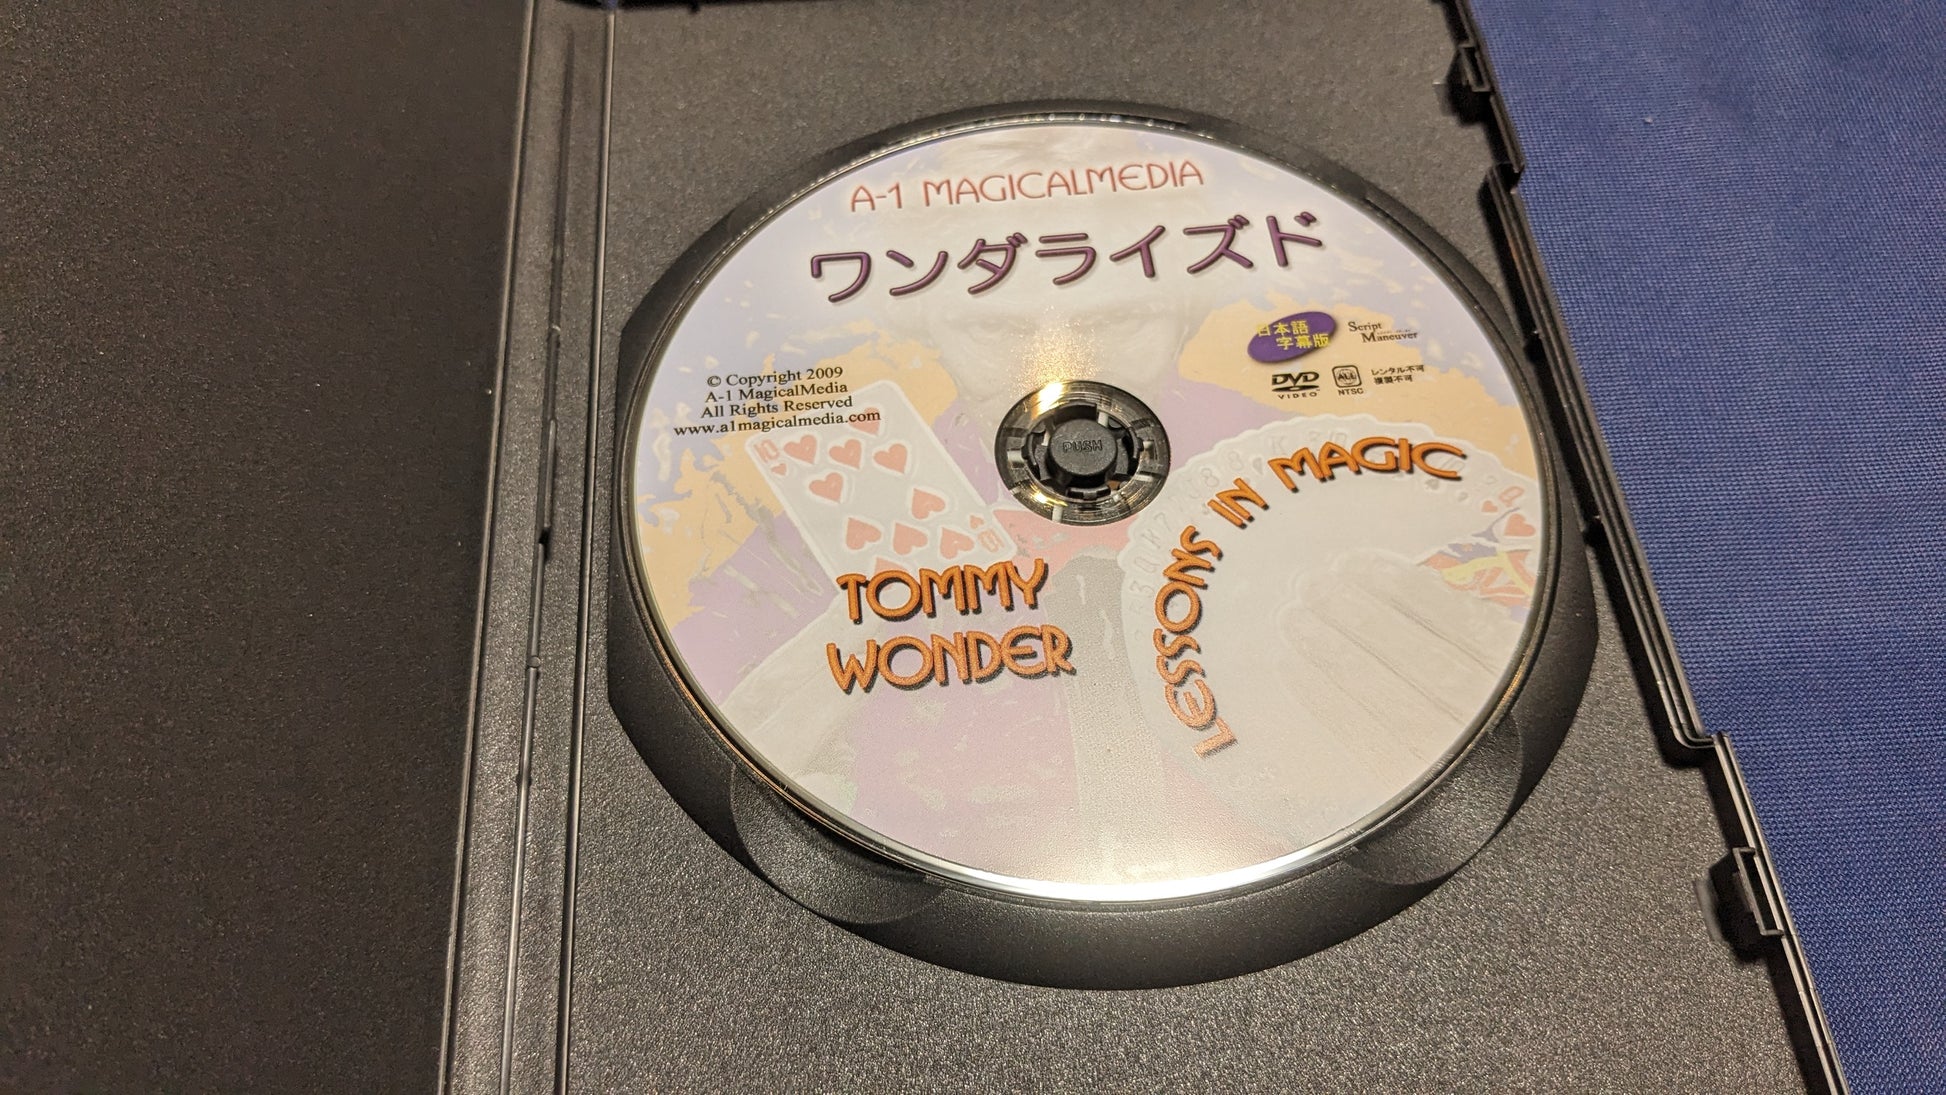 A-1 MAGICALMEDIA
ワンダライズド
日本語
字幕版
Script
Maneuver
© Copyright 2009
A-1 MagicalMedia
All Rights Reserved
www.a1magicalmedia.com
DVD
VIDEO
ALL
NTSC
レンタル不可
複製不可
PUSH
10
10
TOMMY
WONDER
LESSONS IN MAGIC